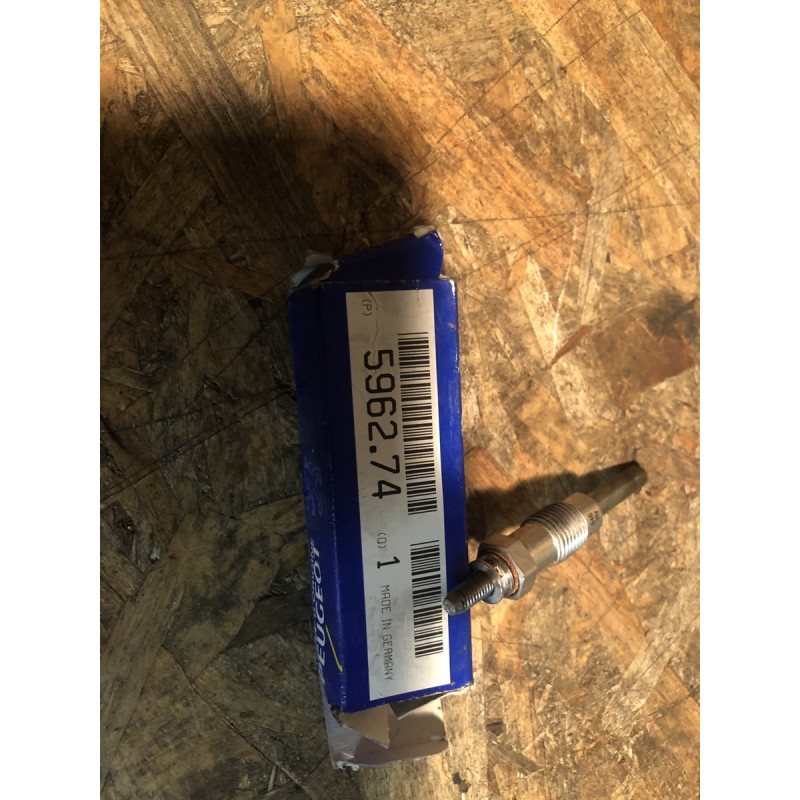 (P) 5962.74
(Q) 1 MADE IN GERMANY
PEUGEOT